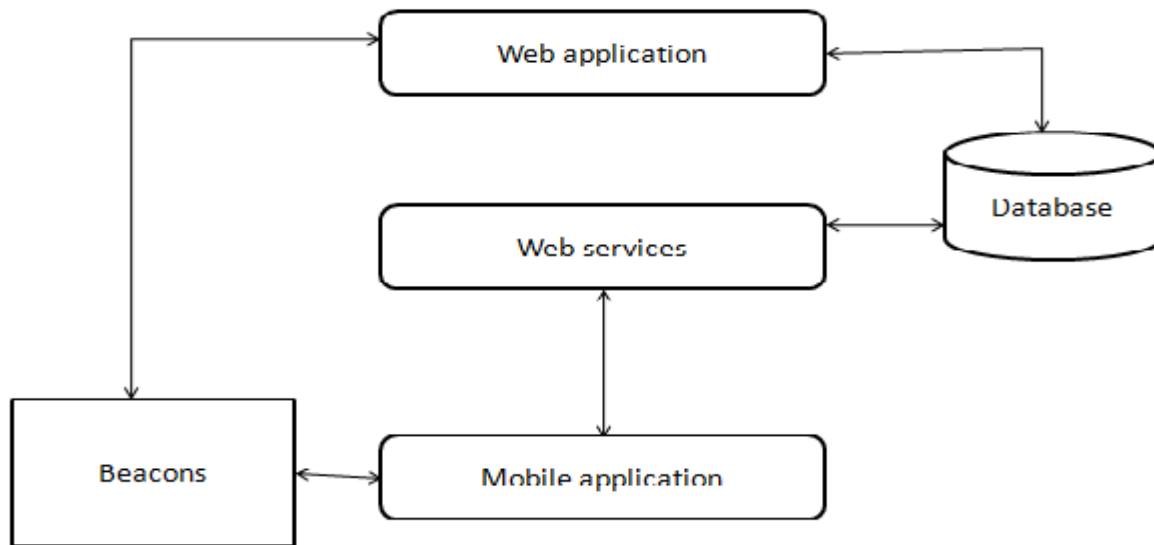 Web application
Database
Web services
Beacons
Mobile application